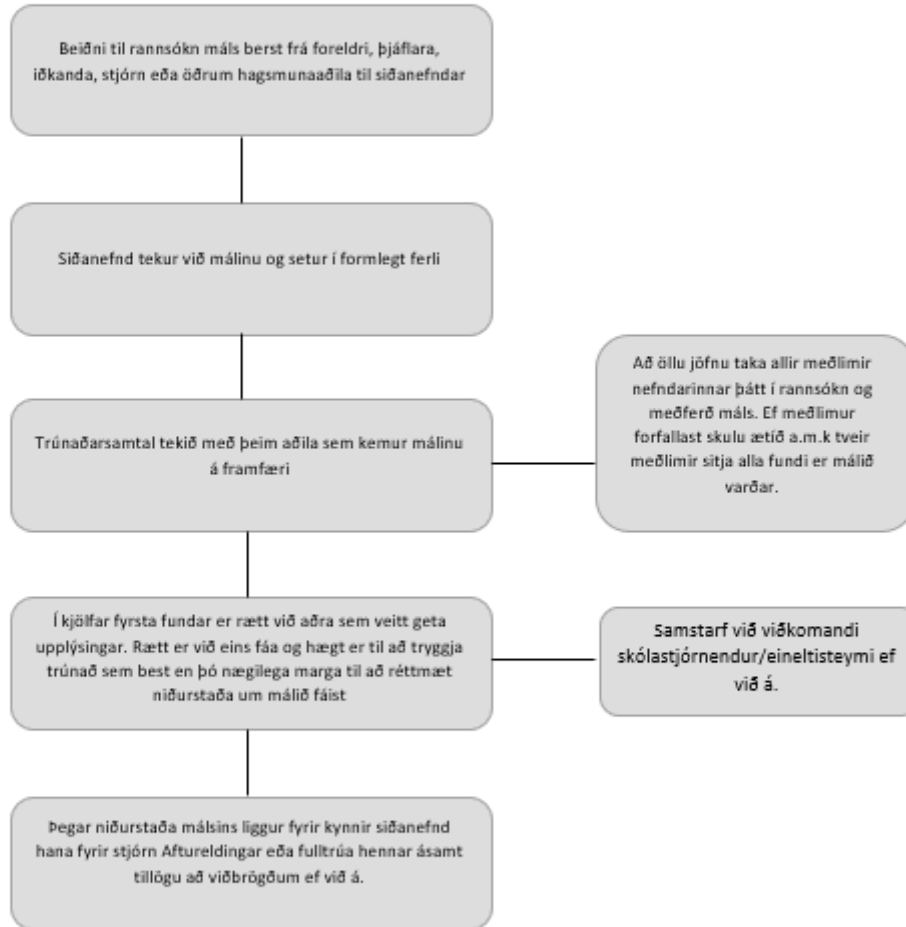 Beiðni til rannsókn máls berst frá foreldri, þjáflara,
iðkanda, stjórn eða öðrum hagsmunaaðila til siðanefndar
Siðanefnd tekur við málinu og setur í formlegt ferli
Trúnaðarsamtal tekið með þeim aðila sem kemur málinu
á framfæri
Að öllu jöfnu taka allir meðlimir
nefndarinnar þátt í rannsókn og
meðferð máls. Ef meðlimur
forfallast skulu ætíð a.m.k tveir
meðlimir sitja alla fundi er málið
varðar.
Í kjölfar fyrsta fundar er rætt við aðra sem veitt geta
upplýsingar. Rætt er við eins fáa og hægt er til að tryggja
trúnað sem best en þó nægilega marga til að réttmæt
niðurstaða um málið fáist
Samstarf við viðkomandi
skólastjórnendur/eineltisteymi ef
við á.
Þegar niðurstaða málsins liggur fyrir kynnir siðanefnd
hana fyrir stjórn Aftureldingar eða fulltrúa hennar ásamt
tillögu að viðbrögðum ef við á.